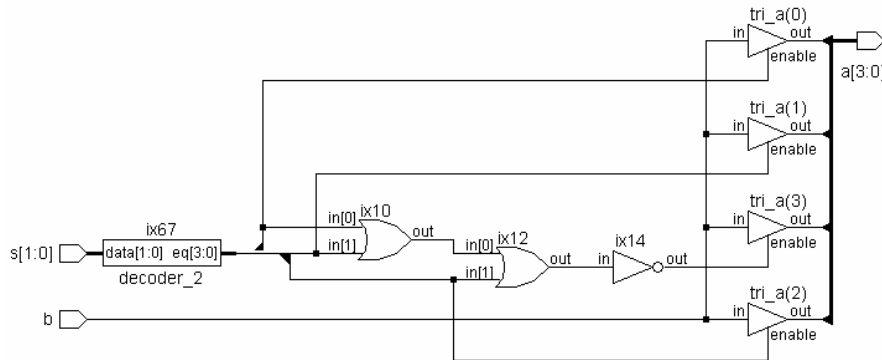 tri_a(0)
in
out
enable
a[3:0]
tri_a(1)
in
out
enable
ix10
in[0]
in[1]
out
tri_a(3)
in
out
enable
ix67
s[1:0]
data[1:0] eq[3:0]
decoder_2
ix12
in[0]
in[1]
out
ix14
in
out
tri_a(2)
b
in
out
enable